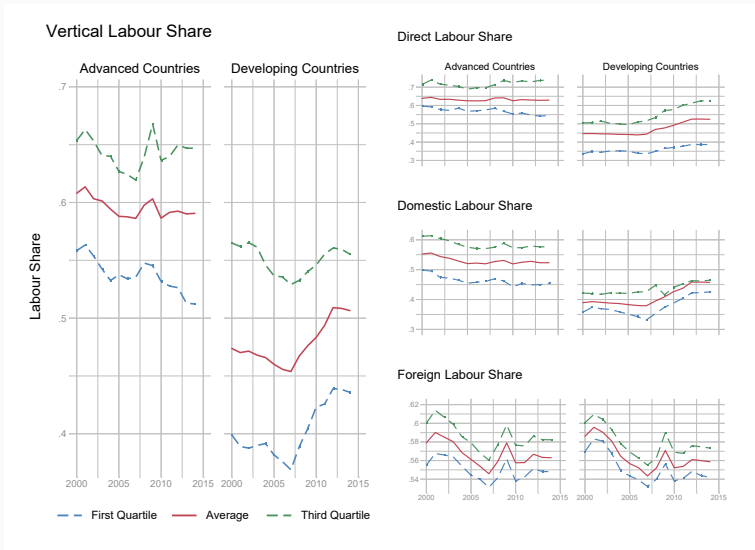 Vertical Labour Share
Advanced Countries Developing Countries
.7
.6
.5
.4
Labour Share
2000 2005 2010 2015 2000 2005 2010 2015
First Quartile Average Third Quartile
Direct Labour Share
Advanced Countries Developing Countries
.7
.6
.5
.4
.3
Domestic Labour Share
.6
.5
.4
.3
Foreign Labour Share
.62
.6
.58
.56
.54
2000 2005 2010 2015 2000 2005 2010 2015